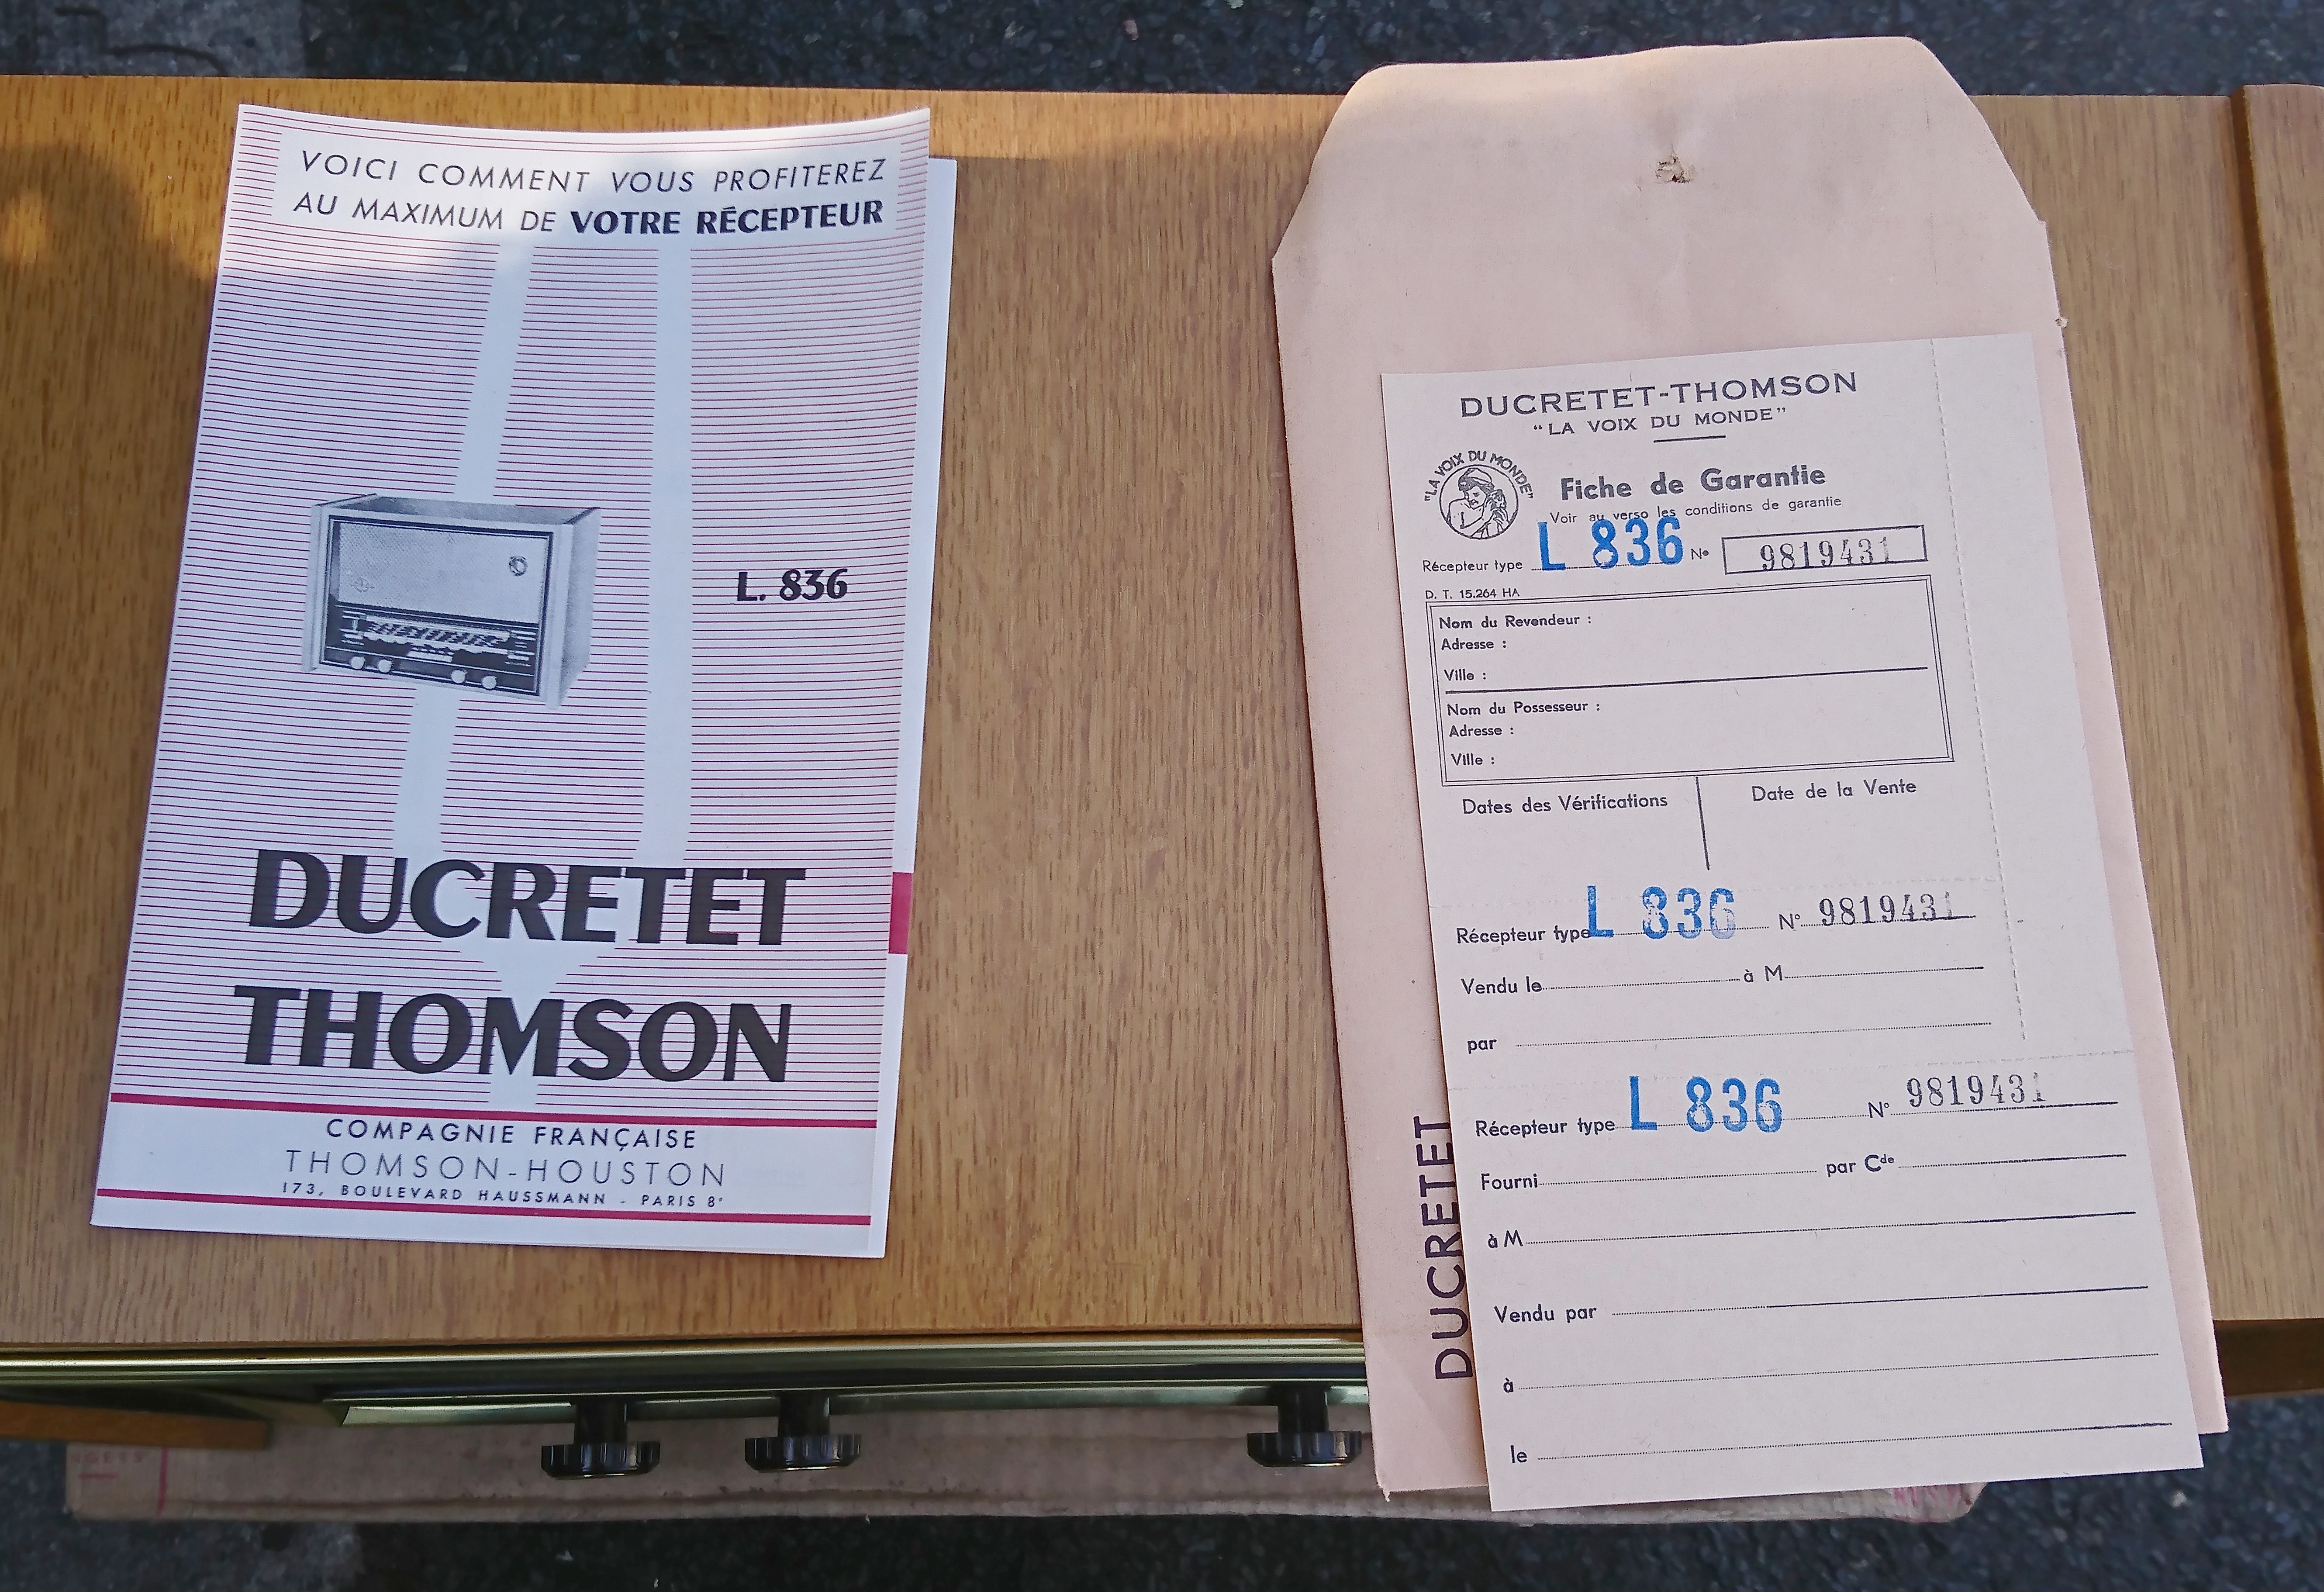 VOICI COMMENT VOUS PROFITEREZ
AU MAXIMUM DE VOTRE RÉCEPTEUR
L. 836
DUCRETET
THOMSON
COMPAGNIE FRANÇAISE
THOMSON-HOUSTON
173, BOULEVARD HAUSSMANN - PARIS 8e
DUCRETET
DUCRETET-THOMSON
"LA VOIX DU MONDE"
"LA VOIX DU MONDE"
Fiche de Garantie
Voir au verso les conditions de garantie
Récepteur type L 836 No 9819431
D. T. 15.264 HA
Nom du Revendeur :
Adresse :
Ville :
Nom du Possesseur :
Adresse :
Ville :
Dates des Vérifications
Date de la Vente
Récepteur type L 836 N° 9819431
Vendu le à M
par
Récepteur type L 836 N° 9819431
Fourni par Cde
à M
Vendu par
à
le